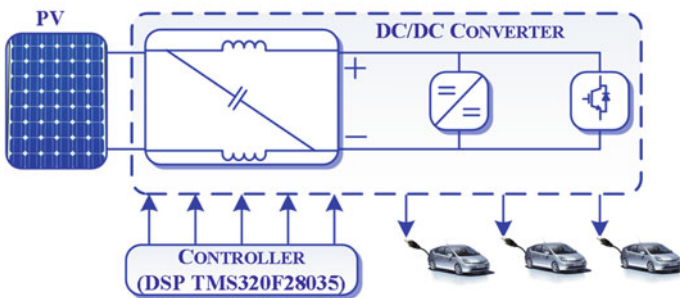 PV
DC/DC CONVERTER
+
−
CONTROLLER
(DSP TMS320F28035)